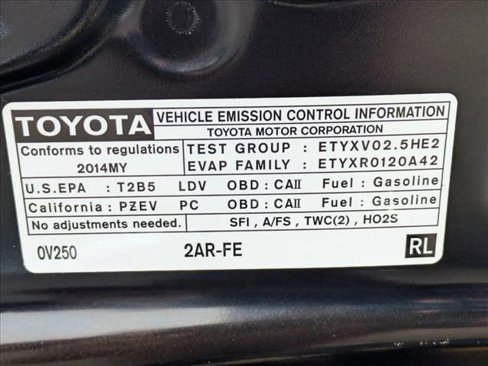 TOYOTA VEHICLE EMISSION CONTROL INFORMATION
TOYOTA MOTOR CORPORATION
Conforms to regulations
2014MY
TEST GROUP : ETYXV02.5HE2
EVAP FAMILY : ETYXR0120A42
U.S.EPA : T2B5 LDV OBD : CAII Fuel : Gasoline
California : PZEV PC OBD : CAII Fuel : Gasoline
No adjustments needed. SFI , A/FS , TWC(2) , HO2S
0V250 2AR-FE RL